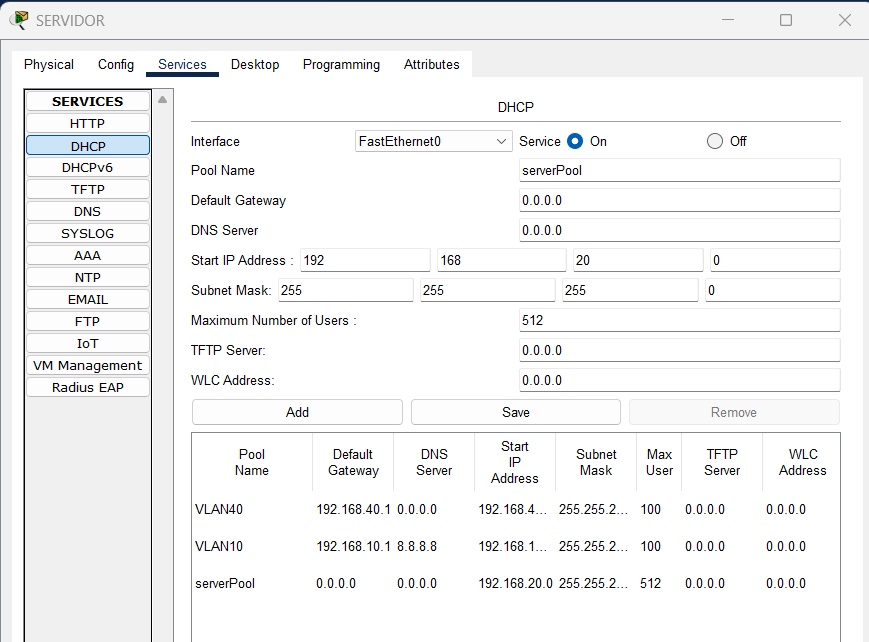 SERVIDOR
Physical Config Services Desktop Programming Attributes
SERVICES
HTTP
DHCP
DHCPv6
TFTP
DNS
SYSLOG
AAA
NTP
EMAIL
FTP
IoT
VM Management
Radius EAP
DHCP
Interface FastEthernet0 Service On Off
Pool Name serverPool
Default Gateway 0.0.0.0
DNS Server 0.0.0.0
Start IP Address : 192 168 20 0
Subnet Mask: 255 255 255 0
Maximum Number of Users : 512
TFTP Server: 0.0.0.0
WLC Address: 0.0.0.0
Add Save Remove
Pool Name Default Gateway DNS Server Start IP Address Subnet Mask Max User TFTP Server WLC Address
VLAN40 192.168.40.1 0.0.0.0 192.168.4... 255.255.2... 100 0.0.0.0 0.0.0.0
VLAN10 192.168.10.1 8.8.8.8 192.168.1... 255.255.2... 100 0.0.0.0 0.0.0.0
serverPool 0.0.0.0 0.0.0.0 192.168.20.0 255.255.2... 512 0.0.0.0 0.0.0.0